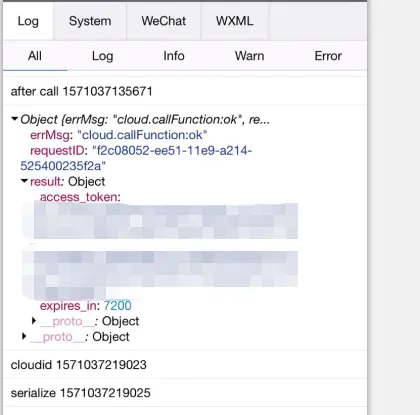 Log System WeChat WXML
All Log Info Warn Error
after call 1571037135671
Object {errMsg: "cloud.callFunction:ok", re...
errMsg: "cloud.callFunction:ok"
requestID: "f2c08052-ee51-11e9-a214-
525400235f2a"
result: Object
access_token:
expires_in: 7200
__proto__: Object
__proto__: Object
cloudid 1571037219023
serialize 1571037219025